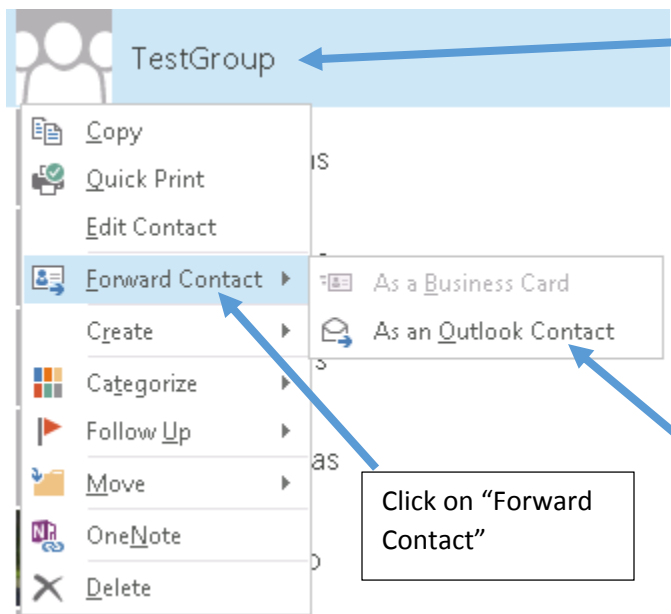 TestGroup
Copy
Quick Print
Edit Contact
Forward Contact
As a Business Card
Create
As an Outlook Contact
Categorize
Follow Up
Move
as
Click on “Forward
Contact”
OneNote
Delete